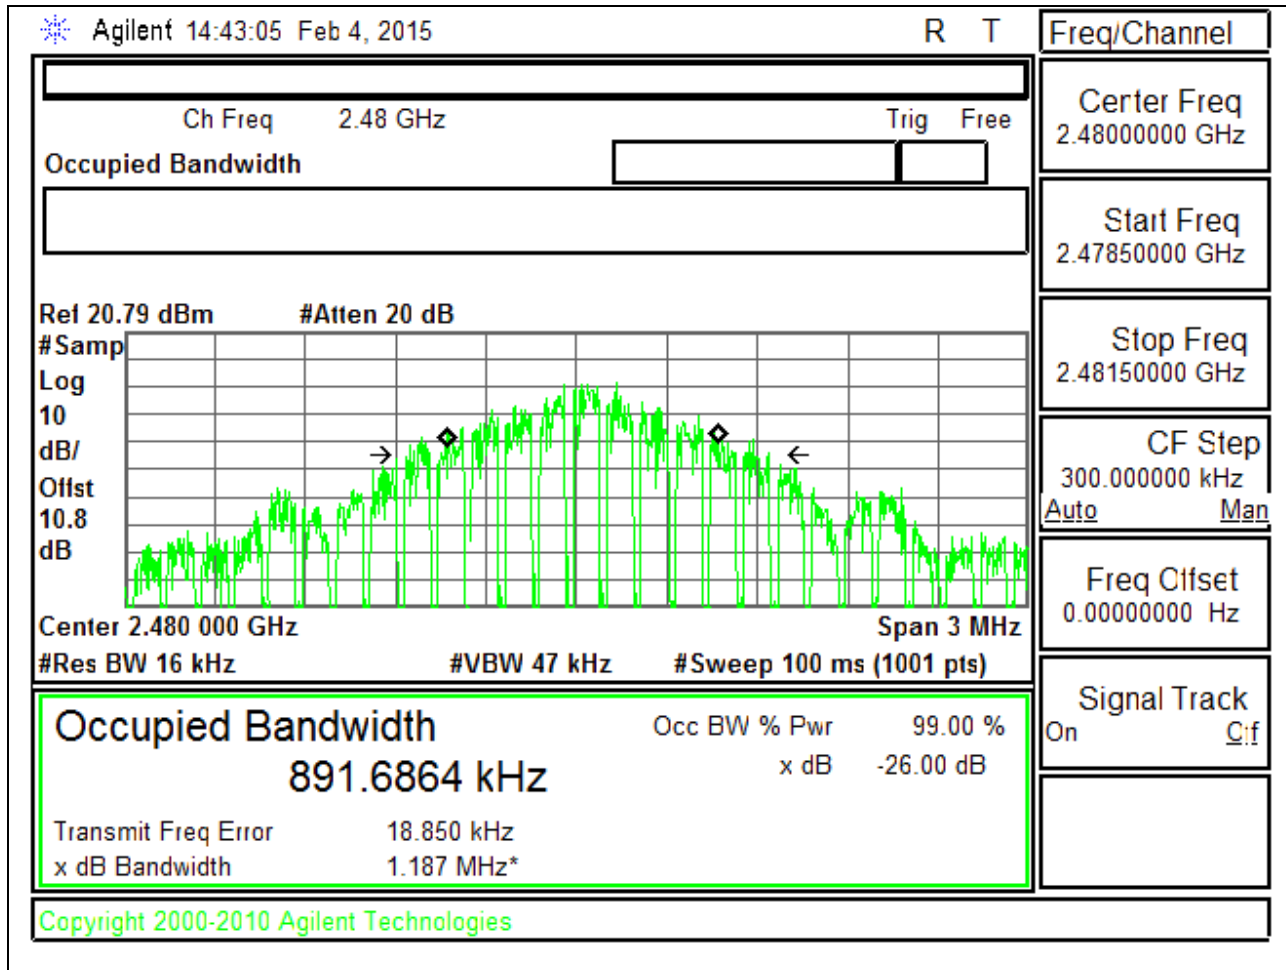 Agilent 14:43:05 Feb 4, 2015 R T
Freq/Channel
Ch Freq 2.48 GHz Trig Free
Occupied Bandwidth
Center Freq
2.48000000 GHz
Start Freq
2.47850000 GHz
Stop Freq
2.48150000 GHz
CF Step
300.000000 kHz
Auto Man
Freq Offset
0.00000000 Hz
Signal Track
On Off
Ref 20.79 dBm #Atten 20 dB
#Samp
Log
10
dB/
Offst
10.8
dB
Center 2.480 000 GHz Span 3 MHz
#Res BW 16 kHz #VBW 47 kHz #Sweep 100 ms (1001 pts)
Occupied Bandwidth
891.6864 kHz
Occ BW % Pwr 99.00 %
x dB -26.00 dB
Transmit Freq Error 18.850 kHz
x dB Bandwidth 1.187 MHz*
Copyright 2000-2010 Agilent Technologies